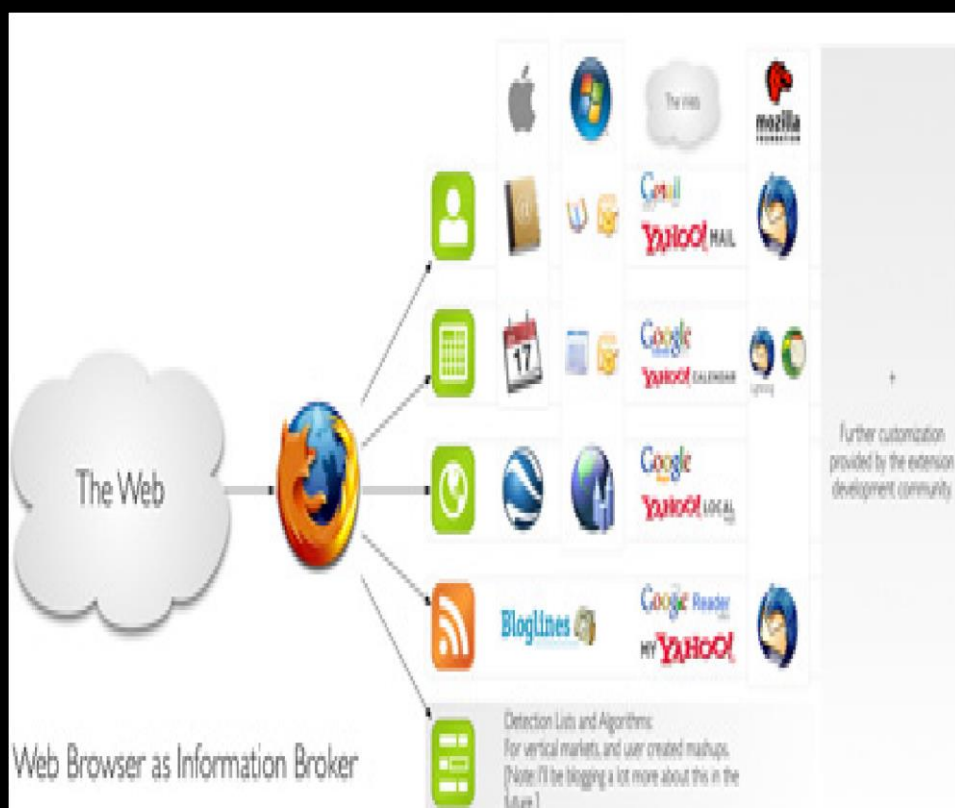 The Web
mozilla
FOUNDATION
Gmail
YAHOO! MAIL
17
Google
YAHOO! CALENDAR
Lightning
The Web
Google
YAHOO! LOCAL
+
Further customization
provided by the extension
development community.
Bloglines
Google Reader
MY YAHOO!
Web Browser as Information Broker
Detection Lists and Algorithms:
For vertical markets, and user created mashups.
[Note: I'll be blogging a lot more about this in the
future.]